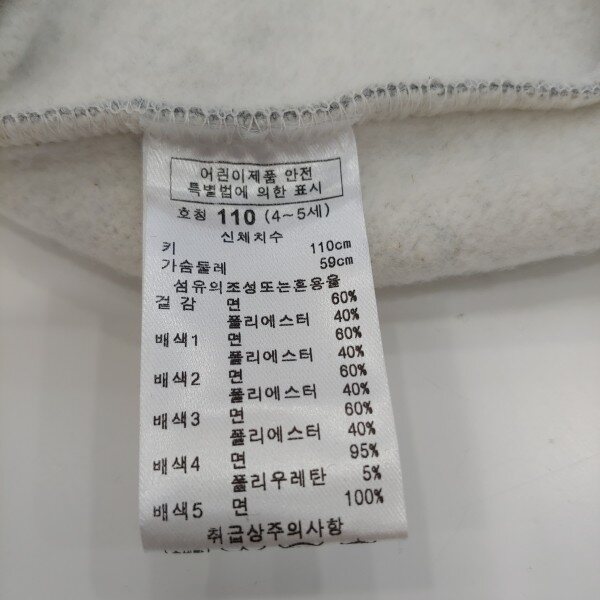 어린이제품 안전
특별법에 의한 표시
호칭 110 (4~5세)
신체치수
키 110cm
가슴둘레 59cm
섬유의조성또는혼용율
겉 감 면 60%
폴리에스터 40%
배색1 면 60%
폴리에스터 40%
배색2 면 60%
폴리에스터 40%
배색3 면 60%
폴리에스터 40%
배색4 면 95%
폴리우레탄 5%
배색5 면 100%
취급상주의사항